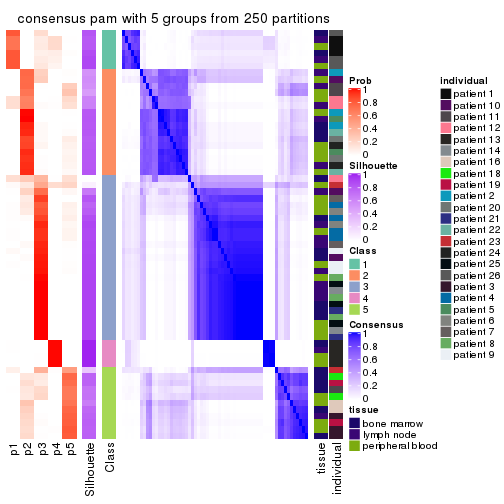 consensus pam with 5 groups from 250 partitions
Prob
1
0.8
0.6
0.4
0.2
0
Silhouette
1
0.8
0.6
0.4
0.2
0
Class
1
2
3
4
5
Consensus
1
0.8
0.6
0.4
0.2
0
tissue
bone marrow
lymph node
peripheral blood
individual
patient 1
patient 10
patient 11
patient 12
patient 13
patient 14
patient 16
patient 18
patient 19
patient 2
patient 20
patient 21
patient 22
patient 23
patient 24
patient 25
patient 26
patient 3
patient 4
patient 5
patient 6
patient 7
patient 8
patient 9
p1
p2
p3
p4
p5
Silhouette
Class
tissue
individual